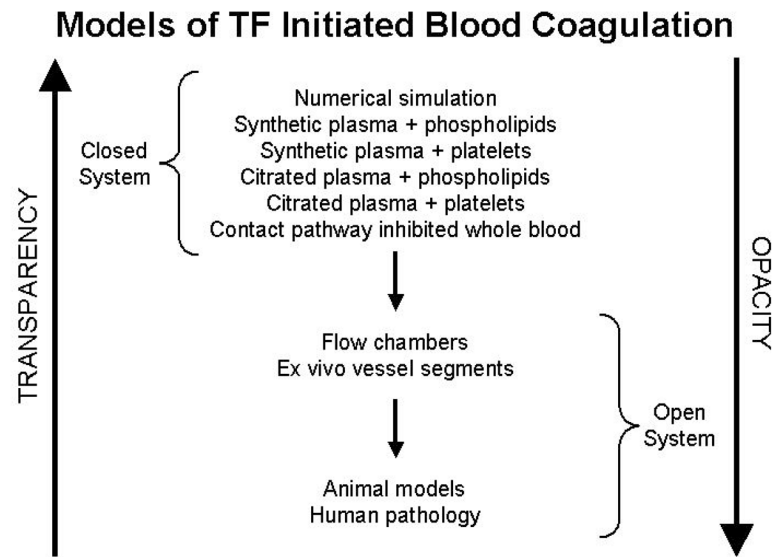 Models of TF Initiated Blood Coagulation
TRANSPARENCY
Closed
System
Numerical simulation
Synthetic plasma + phospholipids
Synthetic plasma + platelets
Citrated plasma + phospholipids
Citrated plasma + platelets
Contact pathway inhibited whole blood
Flow chambers
Ex vivo vessel segments
Animal models
Human pathology
Open
System
OPACITY